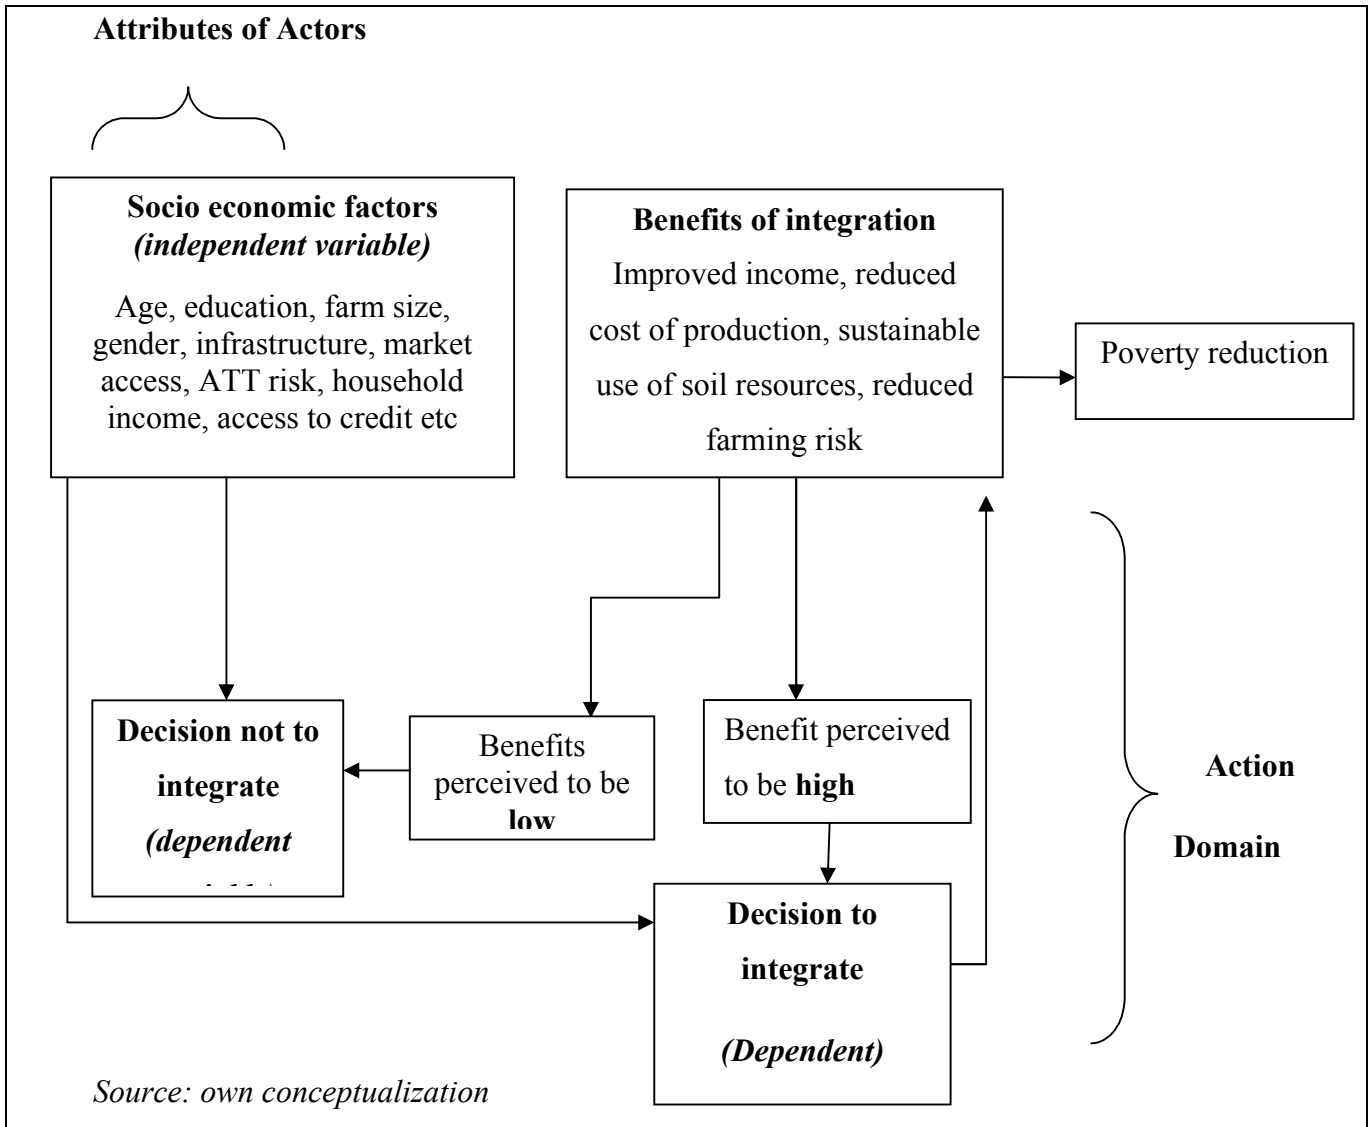 Attributes of Actors
Socio economic factors
(independent variable)
Age, education, farm size,
gender, infrastructure, market
access, ATT risk, household
income, access to credit etc
Benefits of integration
Improved income, reduced
cost of production, sustainable
use of soil resources, reduced
farming risk
Poverty reduction
Decision not to
integrate
(dependent
Benefits
perceived to be
low
Benefit perceived
to be high
Action
Domain
Decision to
integrate
(Dependent)
Source: own conceptualization